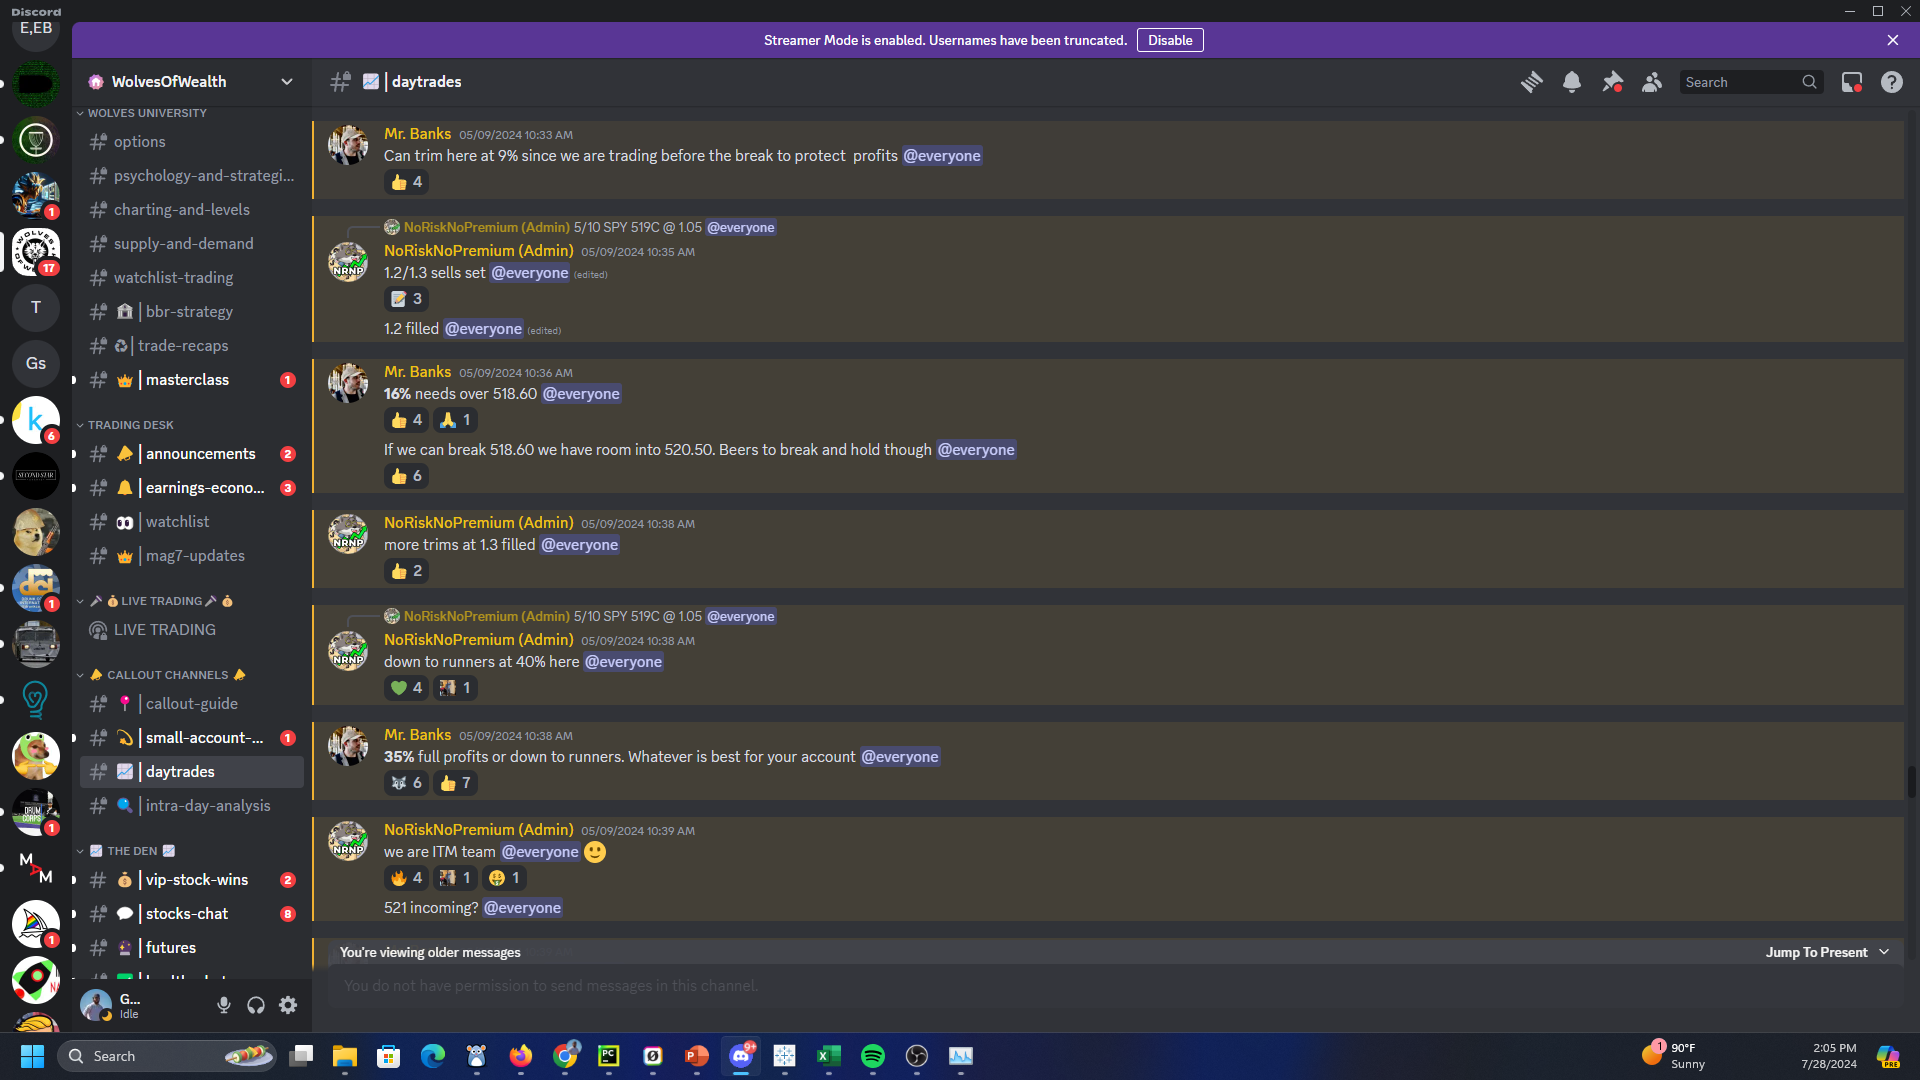 Discord
Streamer Mode is enabled. Usernames have been truncated. Disable
E,EB
WolvesOfWealth
| daytrades
Search
WOLVES UNIVERSITY
options
psychology-and-strategi...
charting-and-levels
supply-and-demand
watchlist-trading
| bbr-strategy
| trade-recaps
| masterclass 1
TRADING DESK
| announcements 2
| earnings-econo... 3
| watchlist
| mag7-updates
LIVE TRADING
LIVE TRADING
CALLOUT CHANNELS
| callout-guide
| small-account-... 1
| daytrades
| intra-day-analysis
THE DEN
| vip-stock-wins 2
| stocks-chat 8
| futures
1
WOLVES
17
T
Gs
k
6
SECOND STAR
dci
1
DRUM CORPS
1
MAM
1
G...
Idle
Mr. Banks 05/09/2024 10:33 AM
Can trim here at 9% since we are trading before the break to protect profits @everyone
4
NoRiskNoPremium (Admin) 5/10 SPY 519C @ 1.05 @everyone
NoRiskNoPremium (Admin) 05/09/2024 10:35 AM
NRNP
1.2/1.3 sells set @everyone (edited)
3
1.2 filled @everyone (edited)
Mr. Banks 05/09/2024 10:36 AM
16% needs over 518.60 @everyone
4 1
If we can break 518.60 we have room into 520.50. Beers to break and hold though @everyone
6
NoRiskNoPremium (Admin) 05/09/2024 10:38 AM
NRNP
more trims at 1.3 filled @everyone
2
NoRiskNoPremium (Admin) 5/10 SPY 519C @ 1.05 @everyone
NoRiskNoPremium (Admin) 05/09/2024 10:38 AM
NRNP
down to runners at 40% here @everyone
4 1
Mr. Banks 05/09/2024 10:38 AM
35% full profits or down to runners. Whatever is best for your account @everyone
6 7
NoRiskNoPremium (Admin) 05/09/2024 10:39 AM
NRNP
we are ITM team @everyone
4 1 1
521 incoming? @everyone
You're viewing older messages Jump To Present
You do not have permission to send messages in this channel.
Search
PC
9+
1
90°F
Sunny
2:05 PM
7/28/2024
PRE